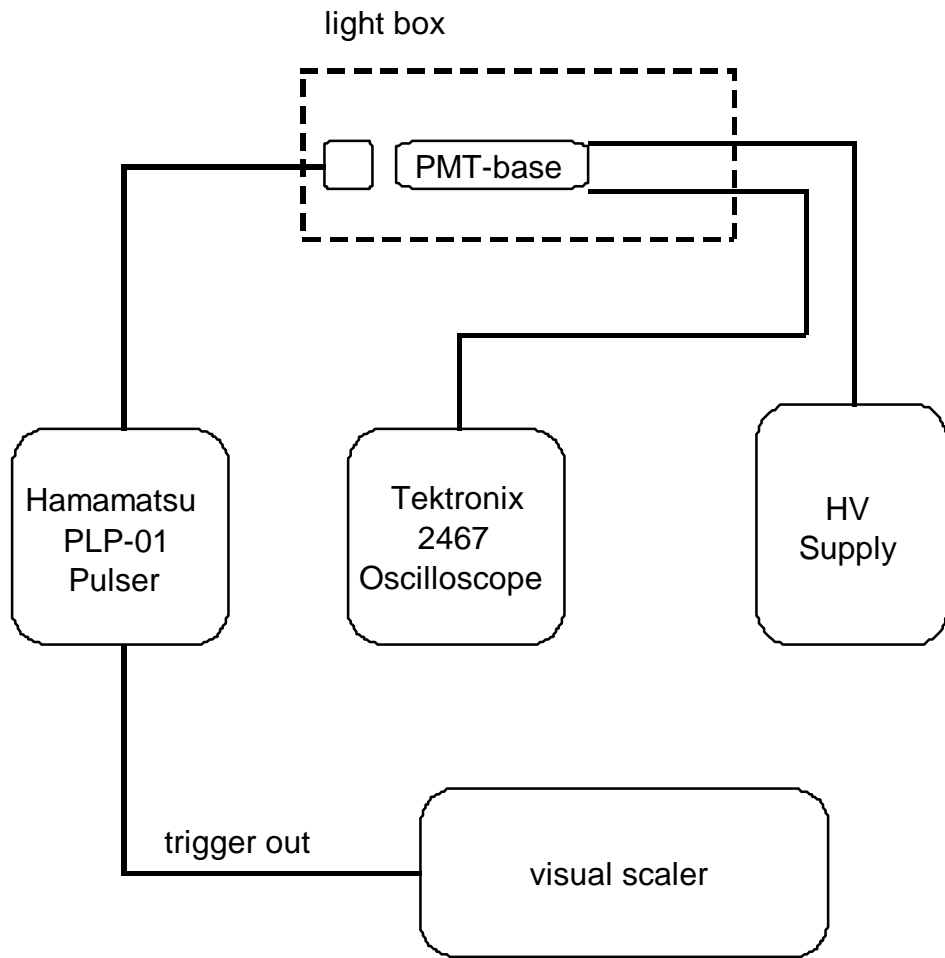 light box
PMT-base
Hamamatsu
PLP-01
Pulser
Tektronix
2467
Oscilloscope
HV
Supply
trigger out
visual scaler